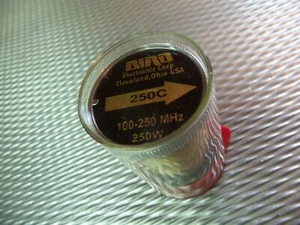 Bird
Electronic Corp.
Cleveland, Ohio USA
250C
100-250 MHz
250W